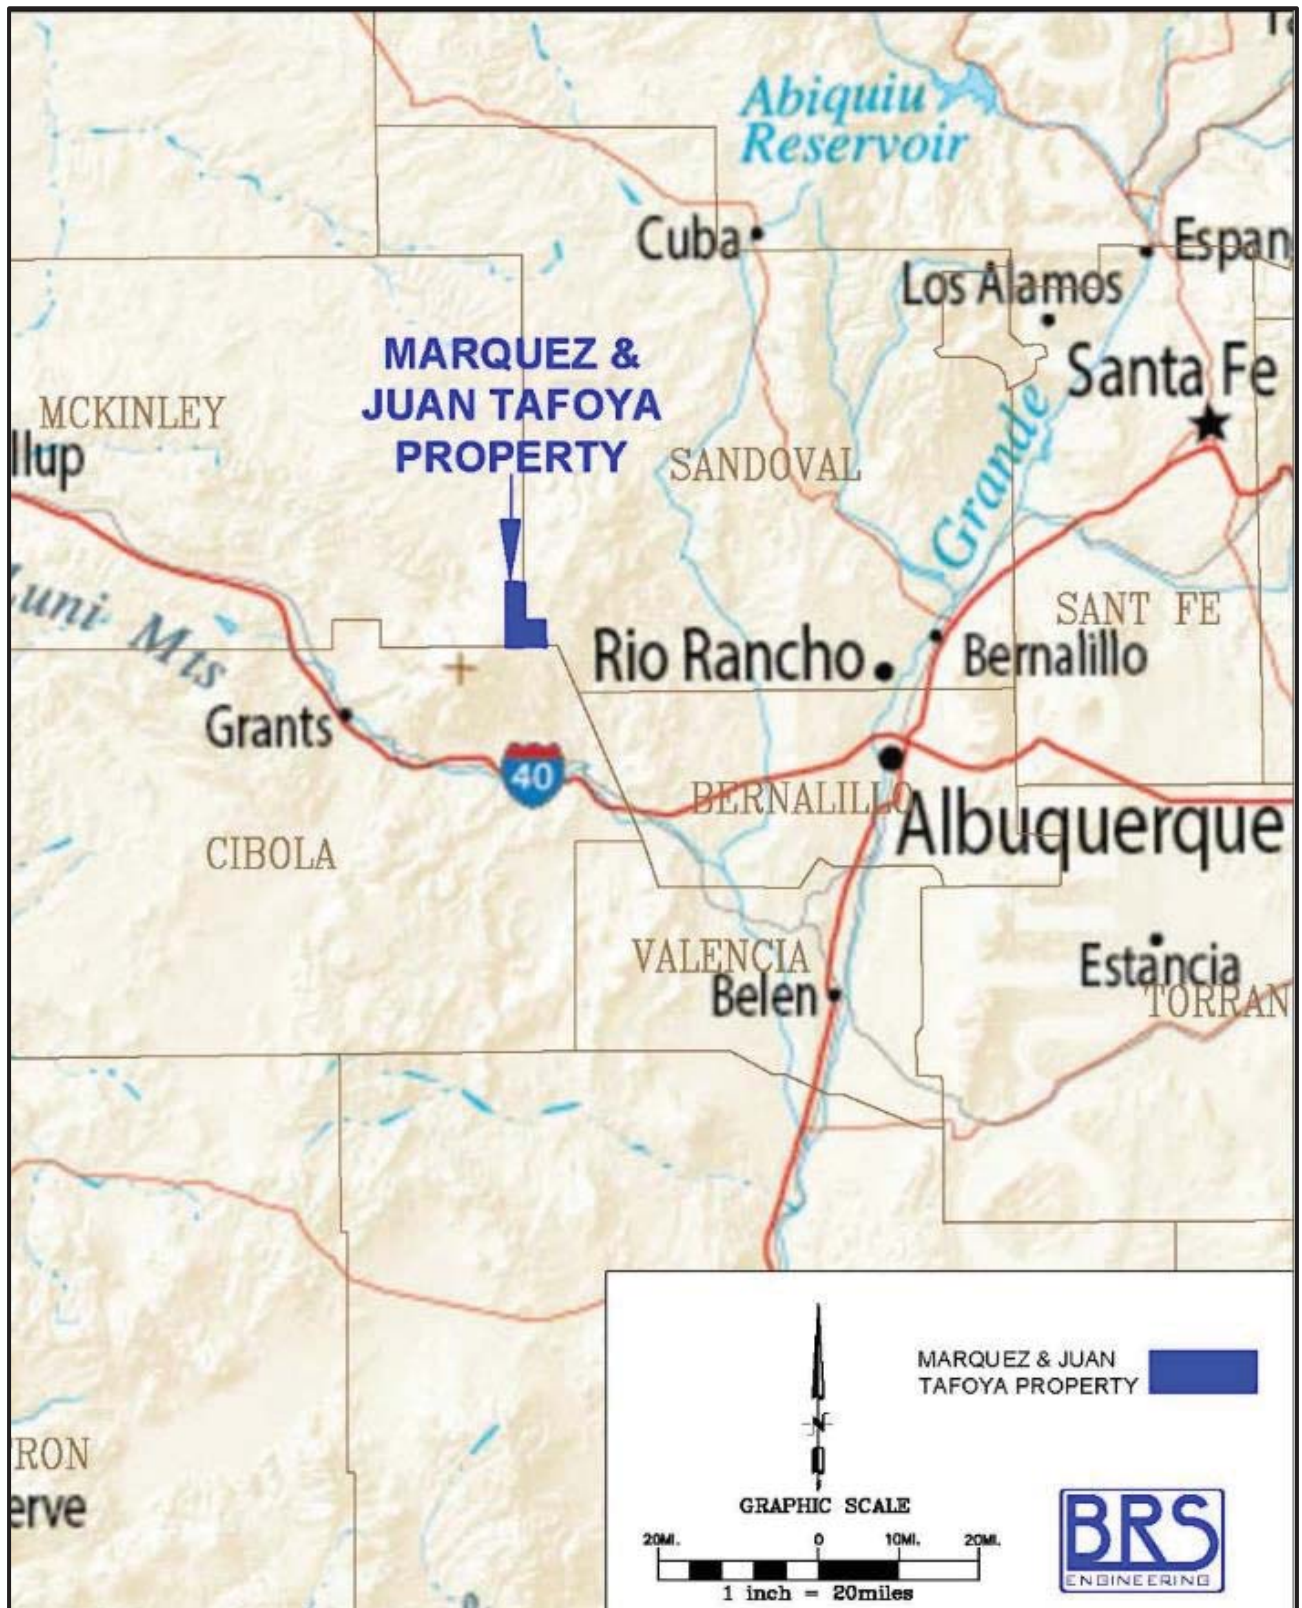 Abiquiu
Reservoir
Cuba
Espan
Los Alamos
MARQUEZ &
JUAN TAFOYA
PROPERTY
Santa Fe
MCKINLEY
llup
SANDOVAL
Grande
uni Mts
SANT FE
Rio Rancho
Bernalillo
Grants
40
BERNALILLO
Albuquerque
CIBOLA
VALENCIA
Belen
Estancia
TORRAN
MARQUEZ & JUAN
TAFOYA PROPERTY
N
RON
erve
GRAPHIC SCALE
20MI. 0 10MI. 20MI.
1 inch = 20miles
BRS
ENGINEERING